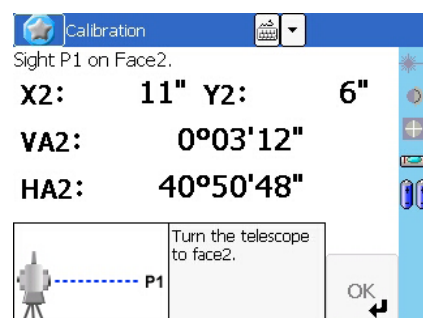 Calibration
Sight P1 on Face2.
X2: 11" Y2: 6"
VA2: 0°03'12"
HA2: 40°50'48"
Turn the telescope
to face2.
P1
OK